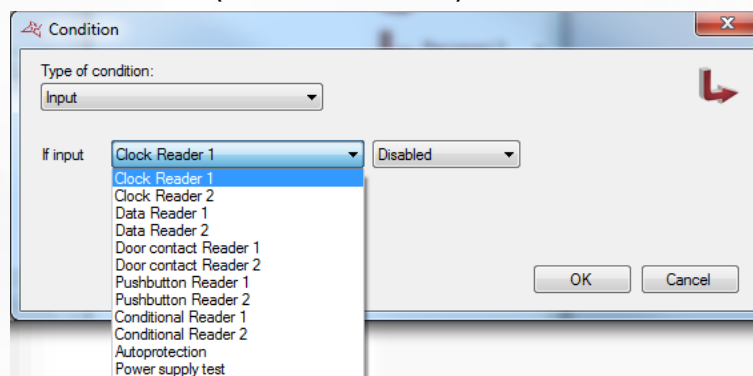 Condition
Type of condition:
Input
If input Clock Reader 1 Disabled
Clock Reader 1
Clock Reader 2
Data Reader 1
Data Reader 2
Door contact Reader 1
Door contact Reader 2
Pushbutton Reader 1
Pushbutton Reader 2
Conditional Reader 1
Conditional Reader 2
Autoprotection
Power supply test
OK Cancel